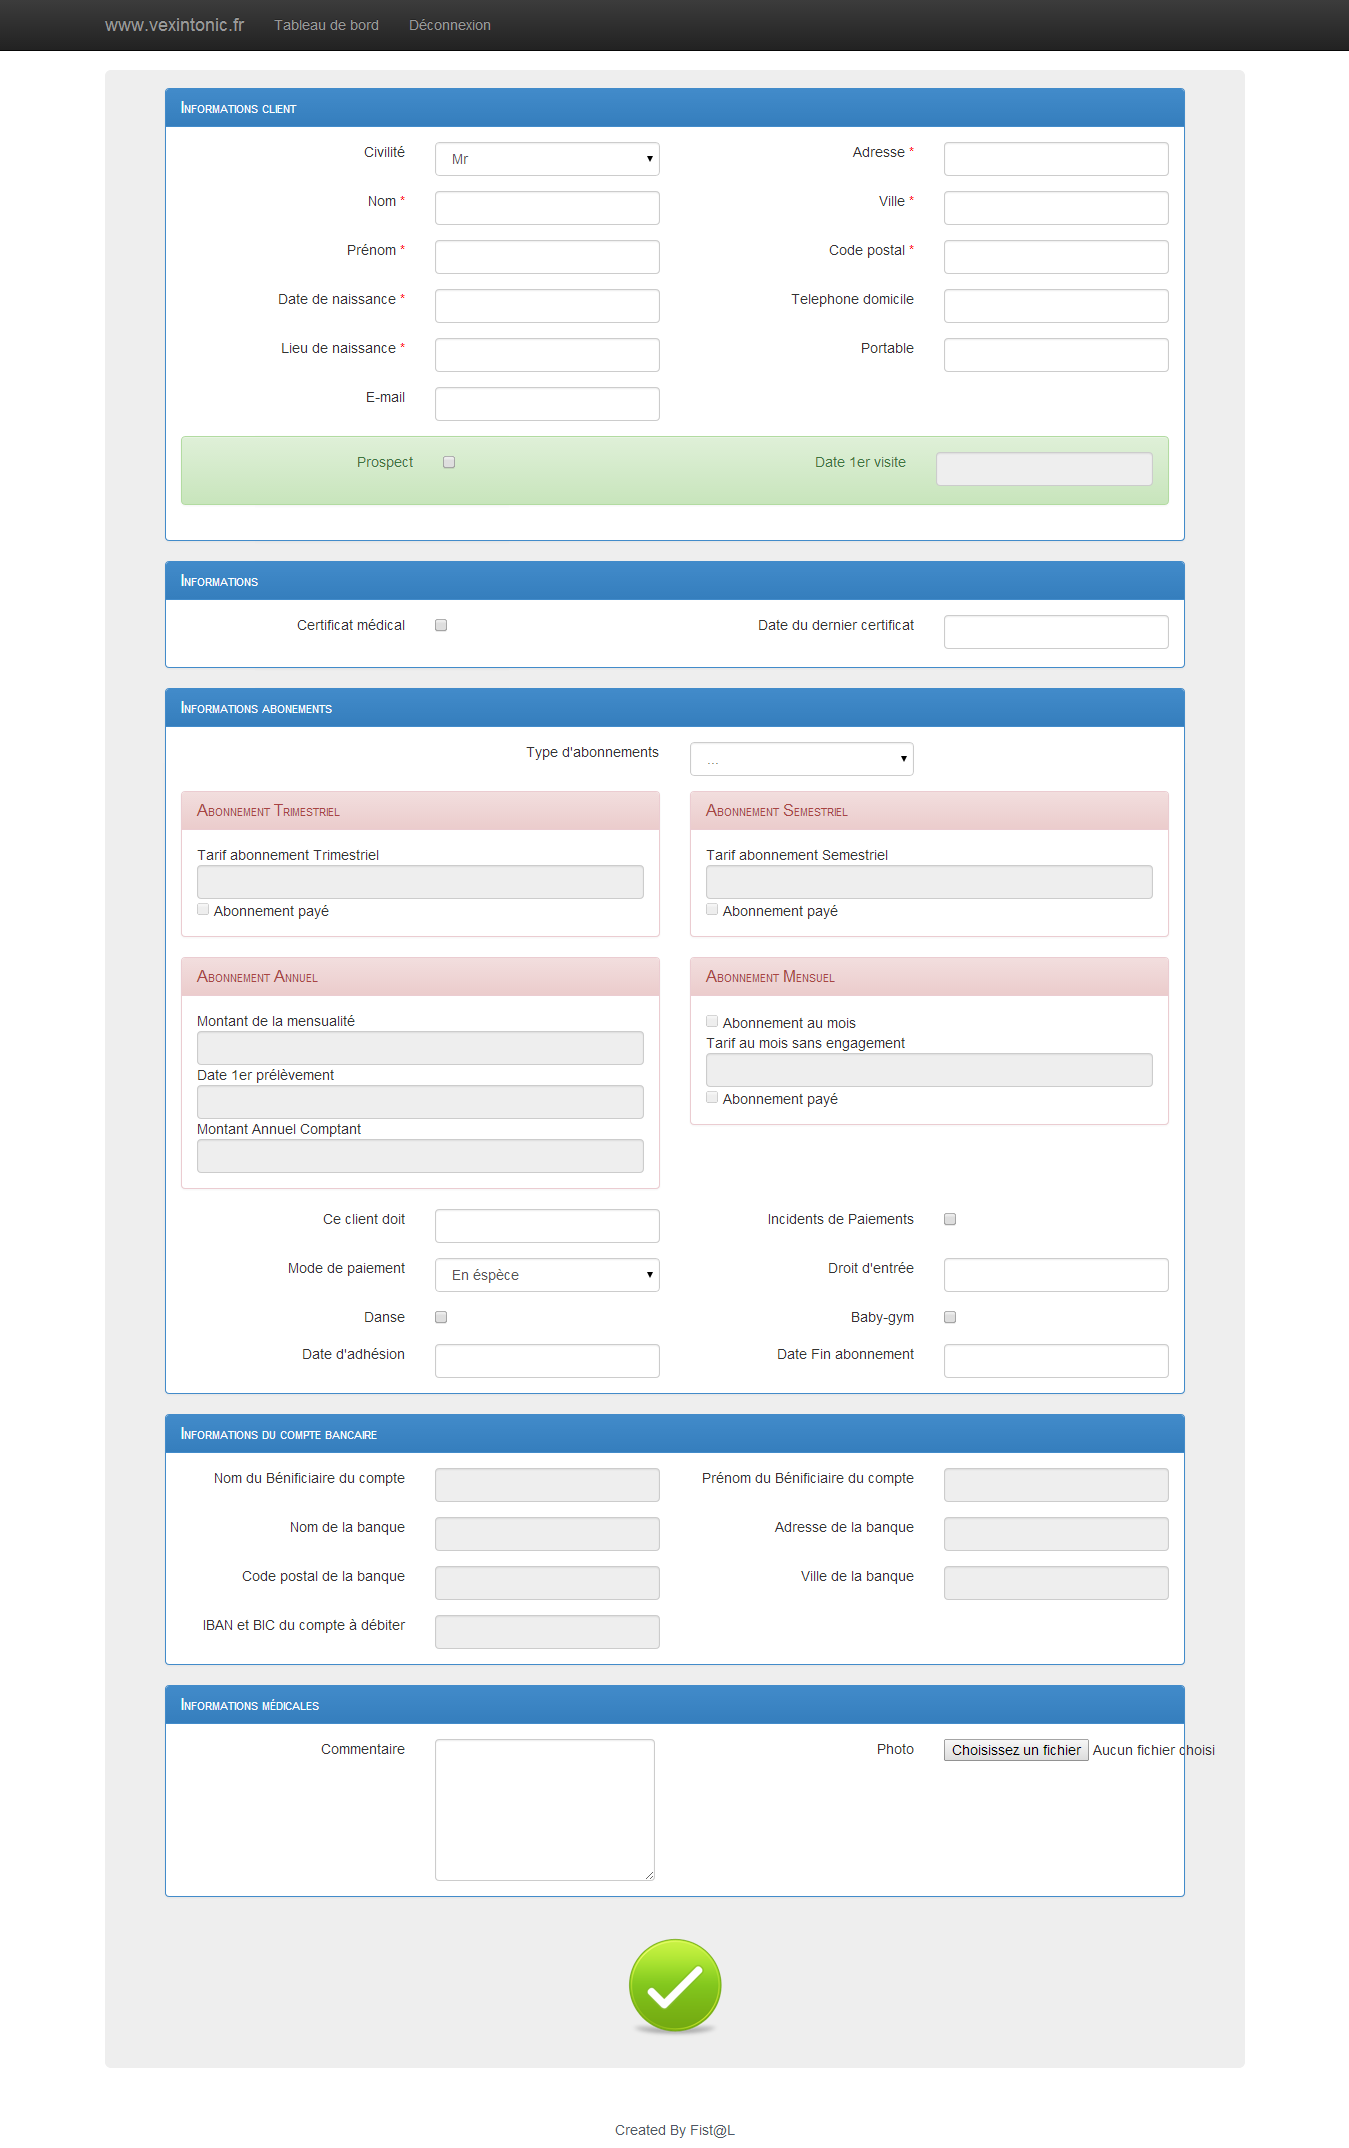 www.vexintonic.fr Tableau de bord Déconnexion
Informations client
Civilité Mr Adresse *
Nom * Ville *
Prénom * Code postal *
Date de naissance * Telephone domicile
Lieu de naissance * Portable
E-mail
Prospect Date 1er visite
Informations
Certificat médical Date du dernier certificat
Informations abonements
Type d'abonnements ...
Abonnement Trimestriel Abonnement Semestriel
Tarif abonnement Trimestriel Tarif abonnement Semestriel
Abonnement payé Abonnement payé
Abonnement Annuel Abonnement Mensuel
Montant de la mensualité Abonnement au mois
Tarif au mois sans engagement
Date 1er prélèvement
Abonnement payé
Montant Annuel Comptant
Ce client doit Incidents de Paiements
Mode de paiement En éspèce Droit d'entrée
Danse Baby-gym
Date d'adhésion Date Fin abonnement
Informations du compte bancaire
Nom du Bénificiaire du compte Prénom du Bénificiaire du compte
Nom de la banque Adresse de la banque
Code postal de la banque Ville de la banque
IBAN et BIC du compte à débiter
Informations médicales
Commentaire Photo Choisissez un fichier Aucun fichier choisi
Created By Fist@L